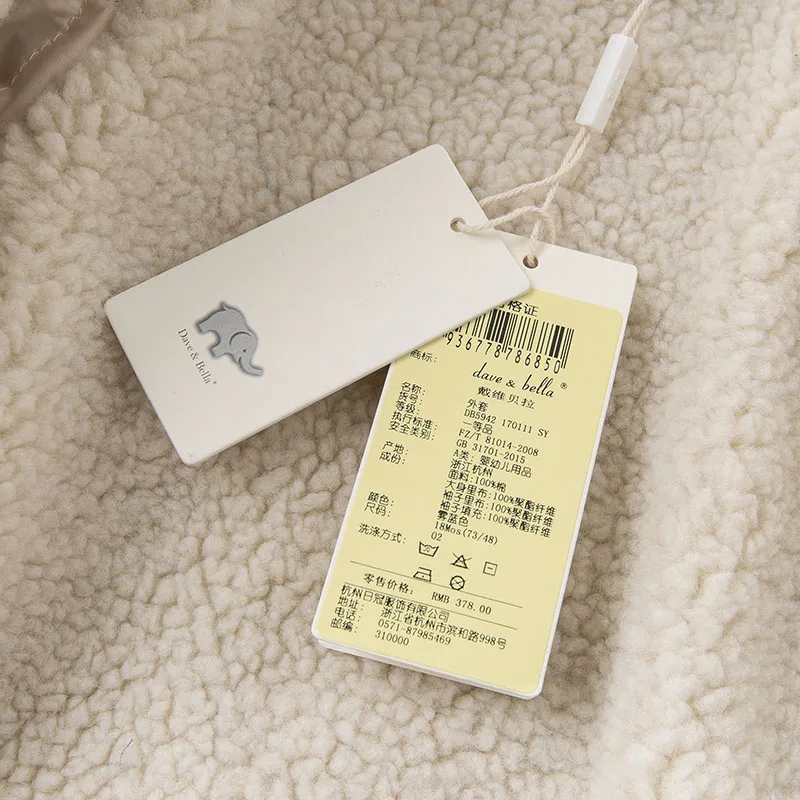 Dave & Bella®
格证
936778 786850
商标:
dave & bella®
戴维贝拉
名称: 外套
货号: DB5942 170111 SY
等级: 一等品
执行标准: FZ/T 81014-2008
安全类别: GB 31701-2015
A类: 婴幼儿用品
产地: 浙江杭州
成份: 面料:100%棉
大身里布:100%聚酯纤维
袖子里布:100%聚酯纤维
袖子填充:100%聚酯纤维
颜色: 雾蓝色
尺码: 18Mos(73/48)
02
洗涤方式:
零售价格: RMB 378.00
杭州日冠服饰有限公司
地址: 浙江省杭州市滨和路998号
电话: 0571-87985469
邮编: 310000